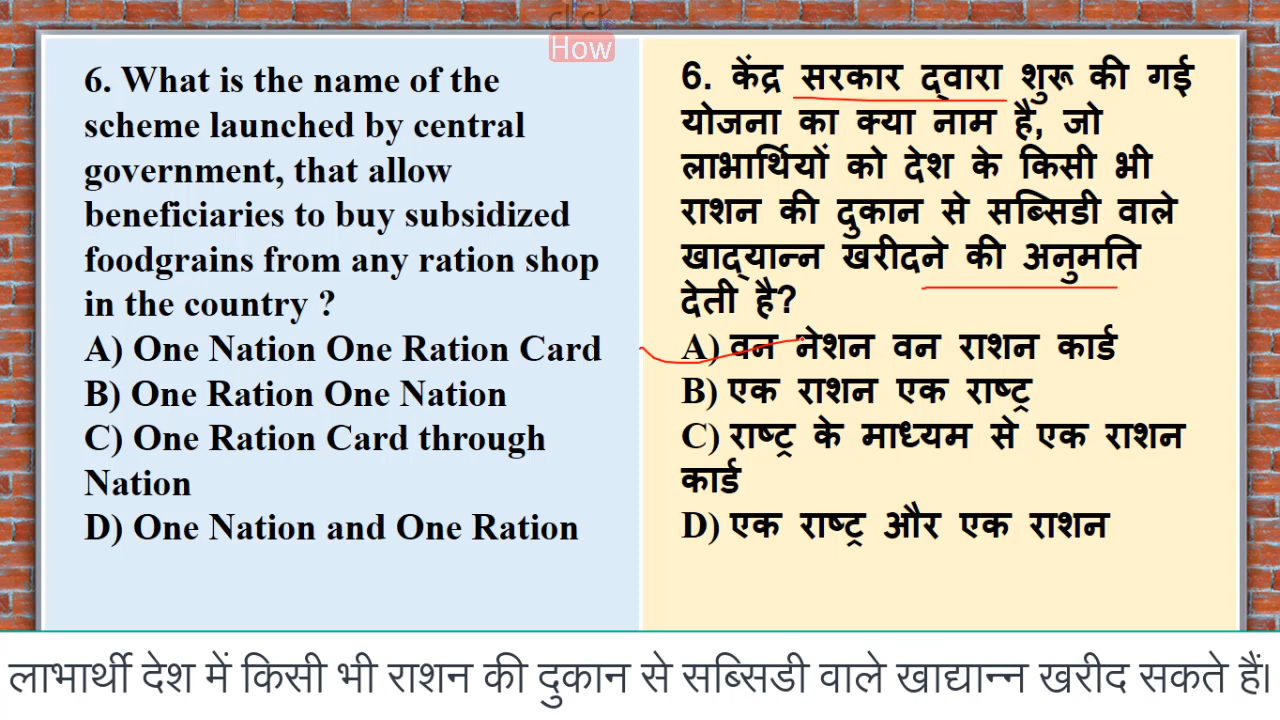 click
How
6. What is the name of the
scheme launched by central
government, that allow
beneficiaries to buy subsidized
foodgrains from any ration shop
in the country ?
A) One Nation One Ration Card
B) One Ration One Nation
C) One Ration Card through
Nation
D) One Nation and One Ration
6. केंद्र सरकार द्वारा शुरू की गई
योजना का क्या नाम है, जो
लाभार्थियों को देश के किसी भी
राशन की दुकान से सब्सिडी वाले
खाद्यान्न खरीदने की अनुमति
देती है?
A) वन नेशन वन राशन कार्ड
B) एक राशन एक राष्ट्र
C) राष्ट्र के माध्यम से एक राशन
कार्ड
D) एक राष्ट्र और एक राशन
लाभार्थी देश में किसी भी राशन की दुकान से सब्सिडी वाले खाद्यान्न खरीद सकते हैं।